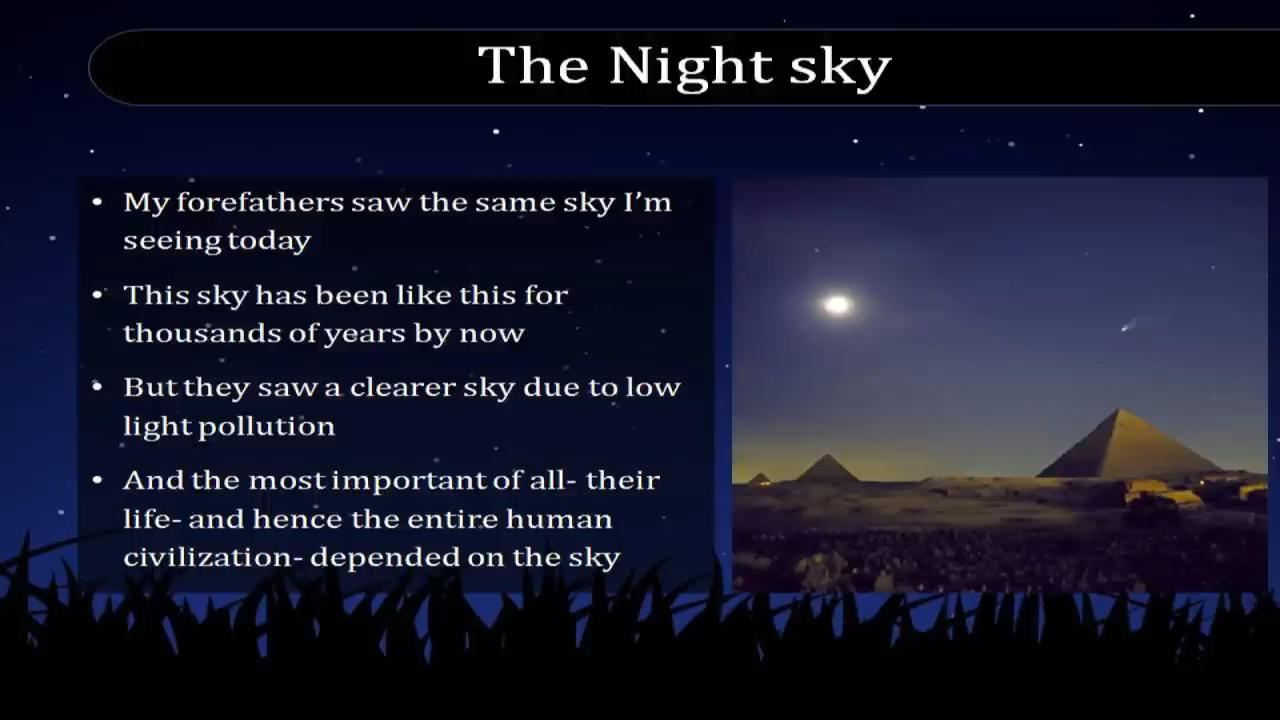 The Night sky
• My forefathers saw the same sky I’m
seeing today
• This sky has been like this for
thousands of years by now
• But they saw a clearer sky due to low
light pollution
• And the most important of all- their
life- and hence the entire human
civilization- depended on the sky